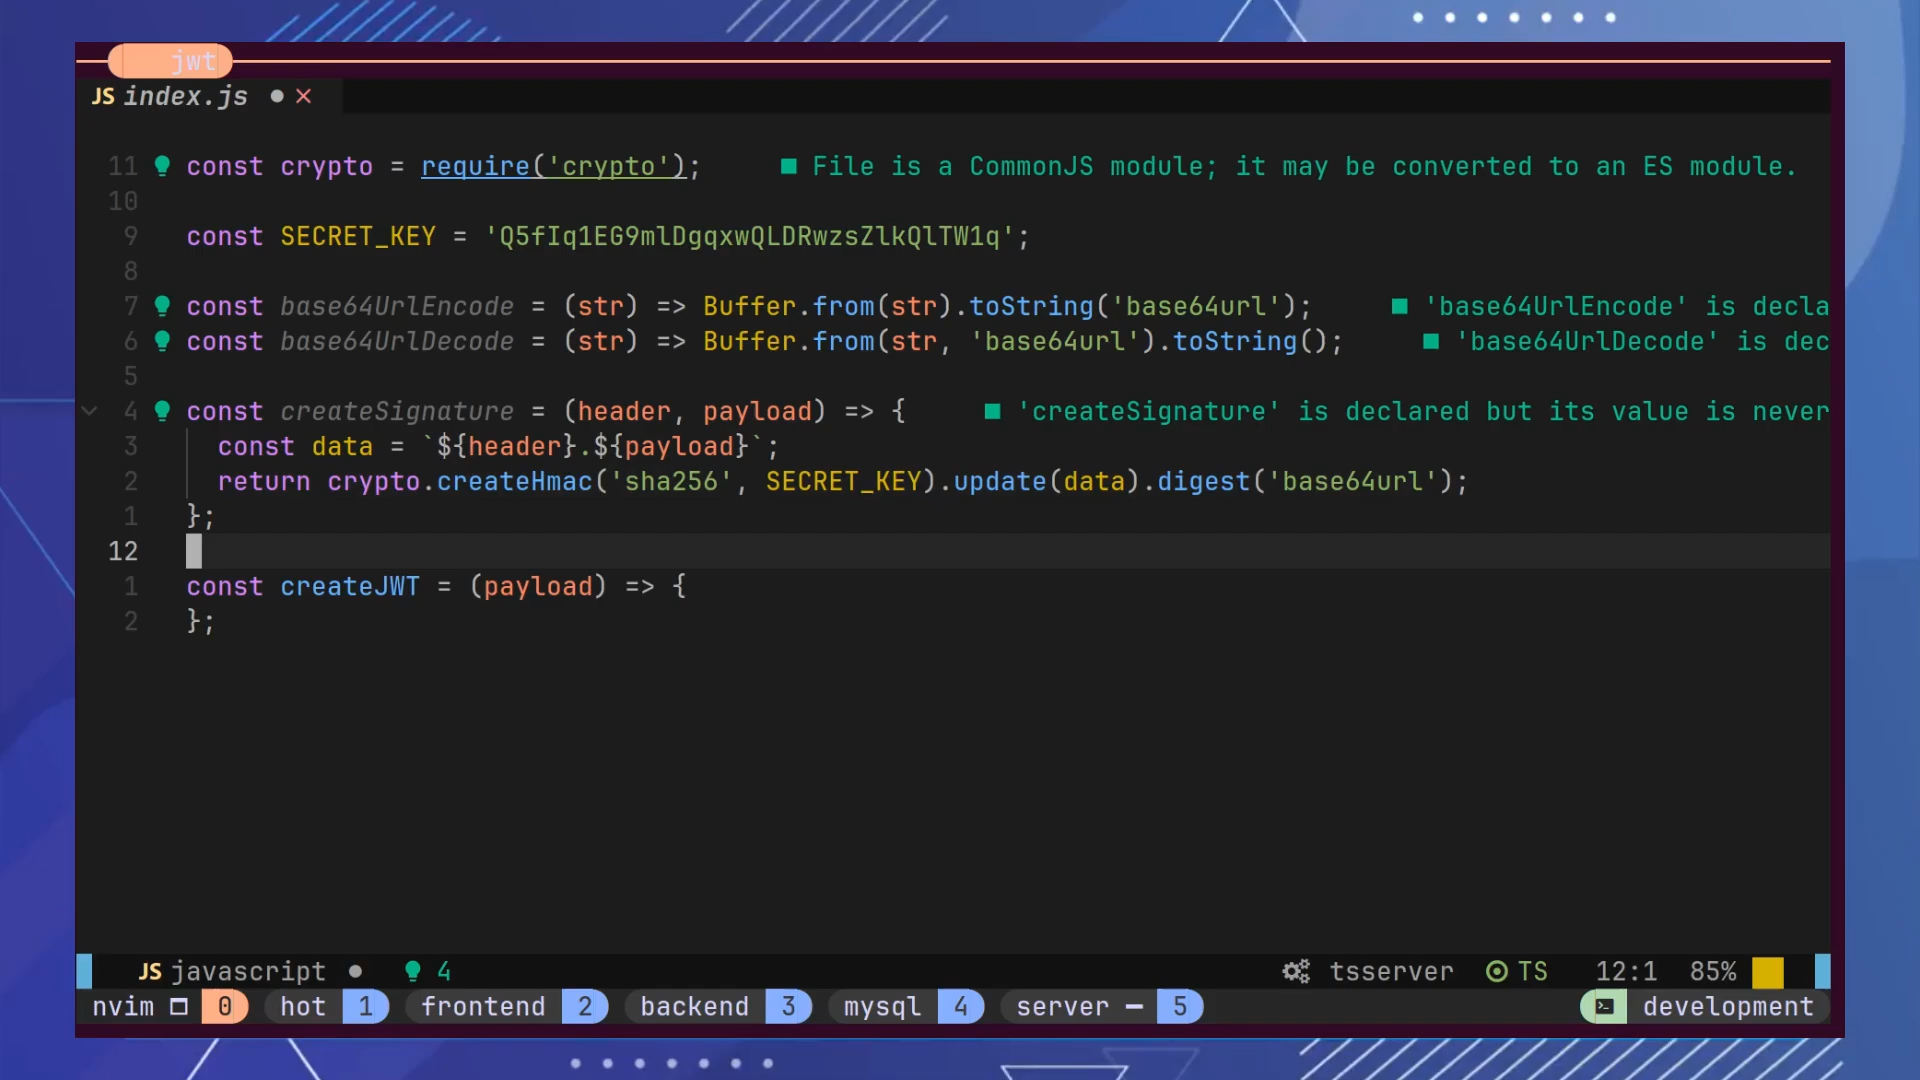 jwt
JS index.js ● ×
11 const crypto = require('crypto'); ■ File is a CommonJS module; it may be converted to an ES module.
10
9 const SECRET_KEY = 'Q5fIq1EG9mlDgqxwQLDRwzsZlkQlTW1q';
8
7 const base64UrlEncode = (str) => Buffer.from(str).toString('base64url'); ■ 'base64UrlEncode' is decla
6 const base64UrlDecode = (str) => Buffer.from(str, 'base64url').toString(); ■ 'base64UrlDecode' is dec
5
4 const createSignature = (header, payload) => { ■ 'createSignature' is declared but its value is never
3 const data = `${header}.${payload}`;
2 return crypto.createHmac('sha256', SECRET_KEY).update(data).digest('base64url');
1 };
12
1 const createJWT = (payload) => {
2 };
JS javascript ● 4 tsserver TS 12:1 85%
nvim 0 hot 1 frontend 2 backend 3 mysql 4 server – 5 development